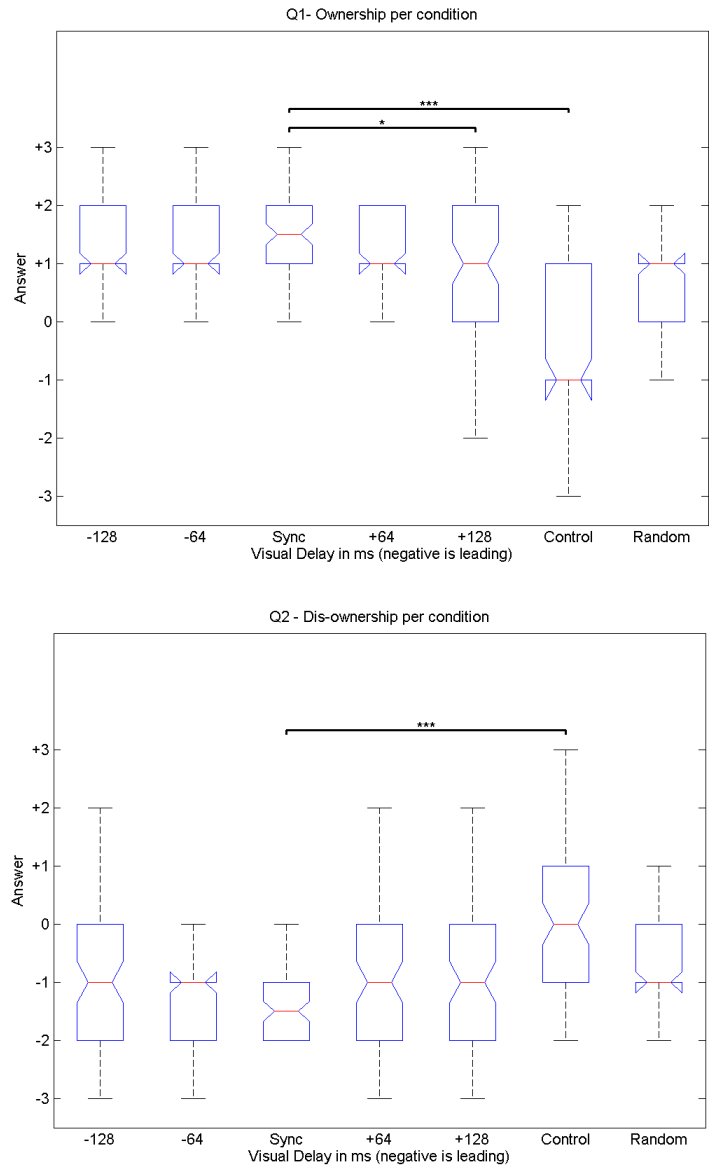 Q1- Ownership per condition
***
*
+3
+2
+1
0
-1
-2
-3
Answer
-128 -64 Sync +64 +128 Control Random
Visual Delay in ms (negative is leading)
Q2 - Dis-ownership per condition
***
+3
+2
+1
0
-1
-2
-3
Answer
-128 -64 Sync +64 +128 Control Random
Visual Delay in ms (negative is leading)